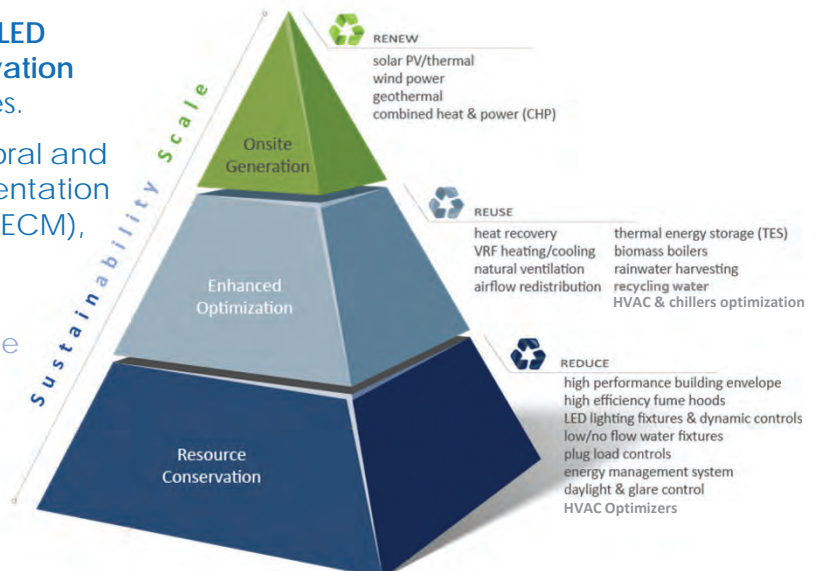 LED
vation
es.
oral and
entation
ECM),
e
Sustainability Scale
Onsite
Generation
RENEW
solar PV/thermal
wind power
geothermal
combined heat & power (CHP)
Enhanced
Optimization
REUSE
heat recovery
VRF heating/cooling
natural ventilation
airflow redistribution
thermal energy storage (TES)
biomass boilers
rainwater harvesting
recycling water
HVAC & chillers optimization
Resource
Conservation
REDUCE
high performance building envelope
high efficiency fume hoods
LED lighting fixtures & dynamic controls
low/no flow water fixtures
plug load controls
energy management system
daylight & glare control
HVAC Optimizers